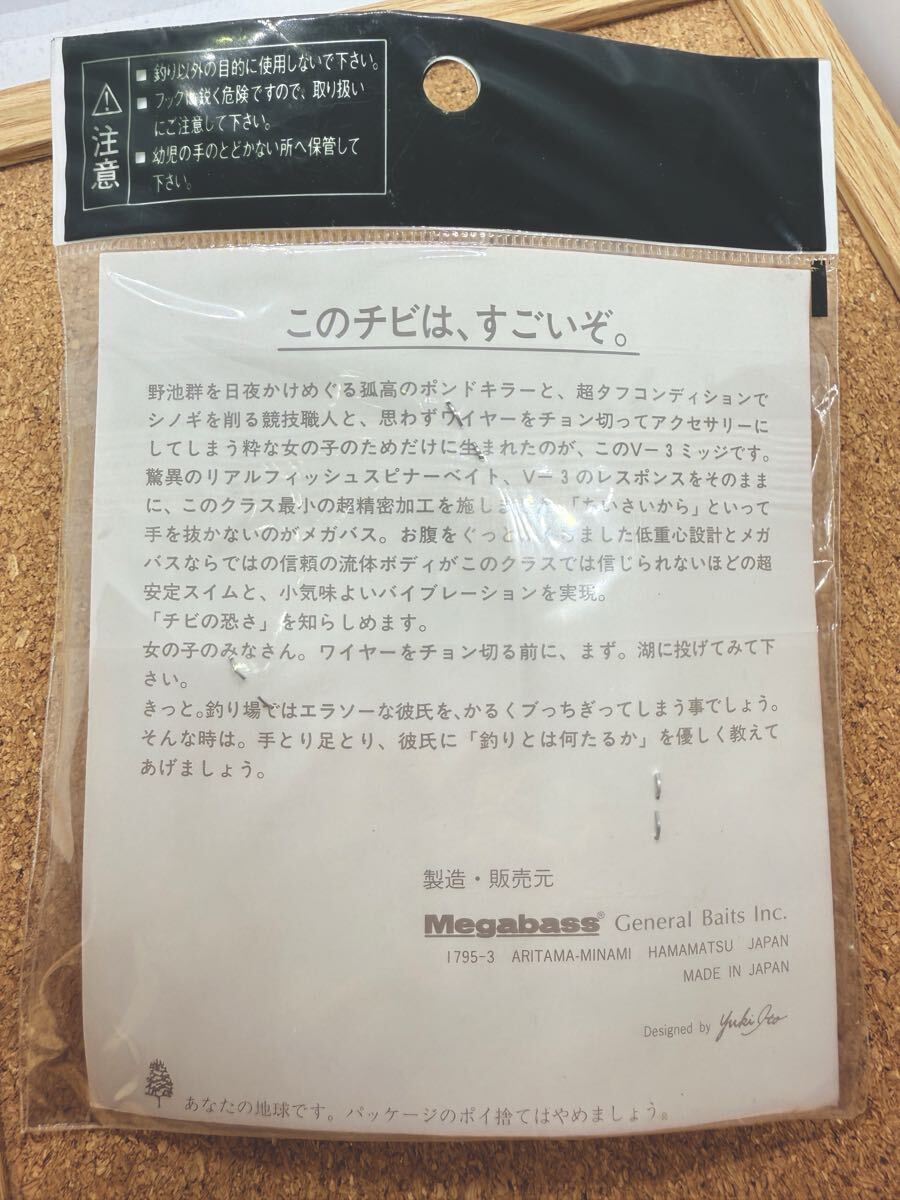 注意
■ 釣り以外の目的に使用しないで下さい。
■ フックは鋭く危険ですので、取り扱い
にご注意して下さい。
■ 幼児の手のとどかない所へ保管して
下さい。
このチビは、すごいぞ。
野池群を日夜かけめぐる孤高のポンドキラーと、超タフコンディションで
シノギを削る競技職人と、思わずワイヤーをチョン切ってアクセサリーに
してしまう粋な女の子のためだけに生まれたのが、このV−3ミッジです。
驚異のリアルフィッシュスピナーベイト、V−3のレスポンスをそのまま
に、このクラス最小の超精密加工を施しました。「ちいさいから」といって
手を抜かないのがメガバス。お腹をぐっとふくらました低重心設計とメガ
バスならではの信頼の流体ボディがこのクラスでは信じられないほどの超
安定スイムと、小気味よいバイブレーションを実現。
「チビの恐さ」を知らしめます。
女の子のみなさん。ワイヤーをチョン切る前に、まず。湖に投げてみて下
さい。
きっと。釣り場ではエラソーな彼氏を、かるくブっちぎってしまう事でしょう。
そんな時は。手とり足とり、彼氏に「釣りとは何たるか」を優しく教えて
あげましょう。
製造・販売元
Megabass® General Baits Inc.
1795-3 ARITAMA-MINAMI HAMAMATSU JAPAN
MADE IN JAPAN
Designed by Yuki Ito
あなたの地球です。パッケージのポイ捨てはやめましょう。